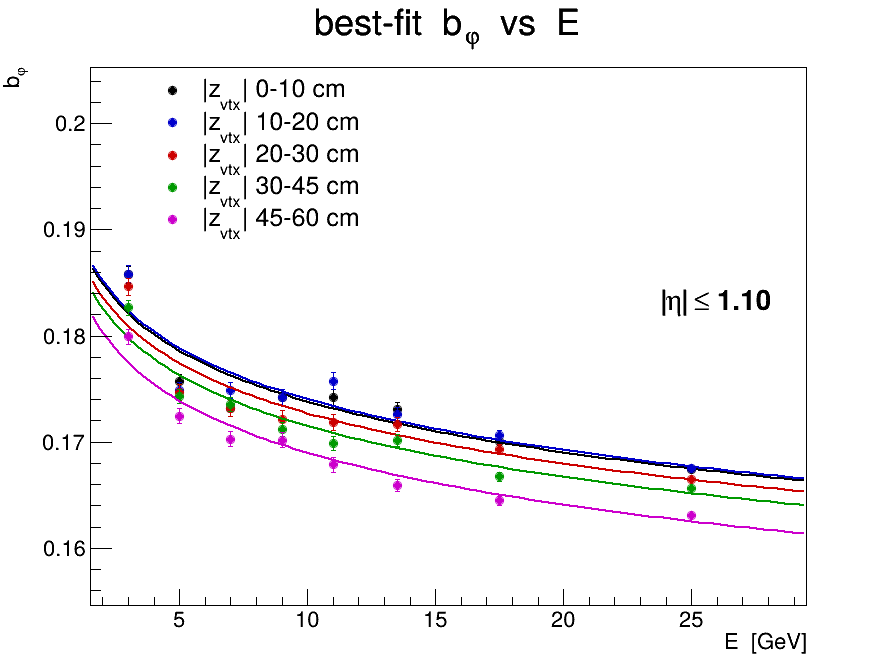 best-fit b_φ vs E
b_φ
|z_vtx| 0-10 cm
|z_vtx| 10-20 cm
|z_vtx| 20-30 cm
|z_vtx| 30-45 cm
|z_vtx| 45-60 cm
|η| ≤ 1.10
0.2
0.19
0.18
0.17
0.16
5 10 15 20 25
E [GeV]